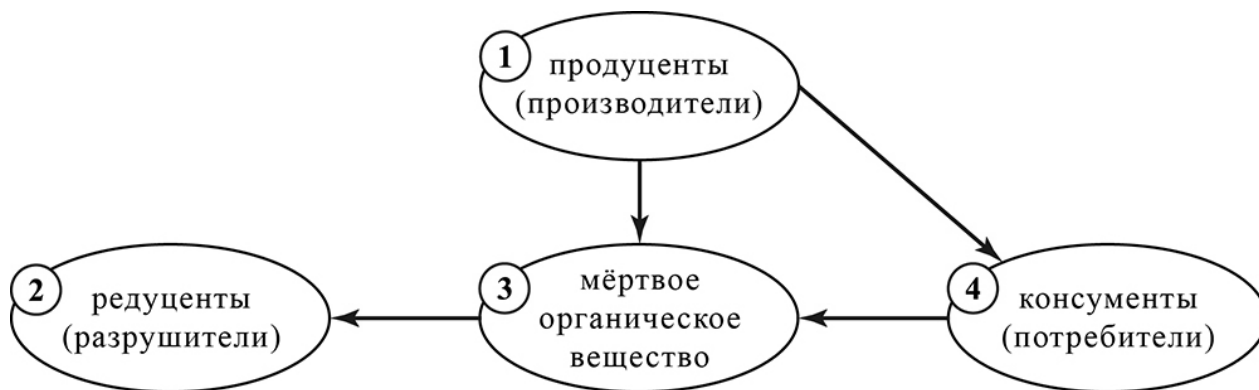 1
продуценты
(производители)
2
редуценты
(разрушители)
3
мёртвое
органическое
вещество
4
консументы
(потребители)